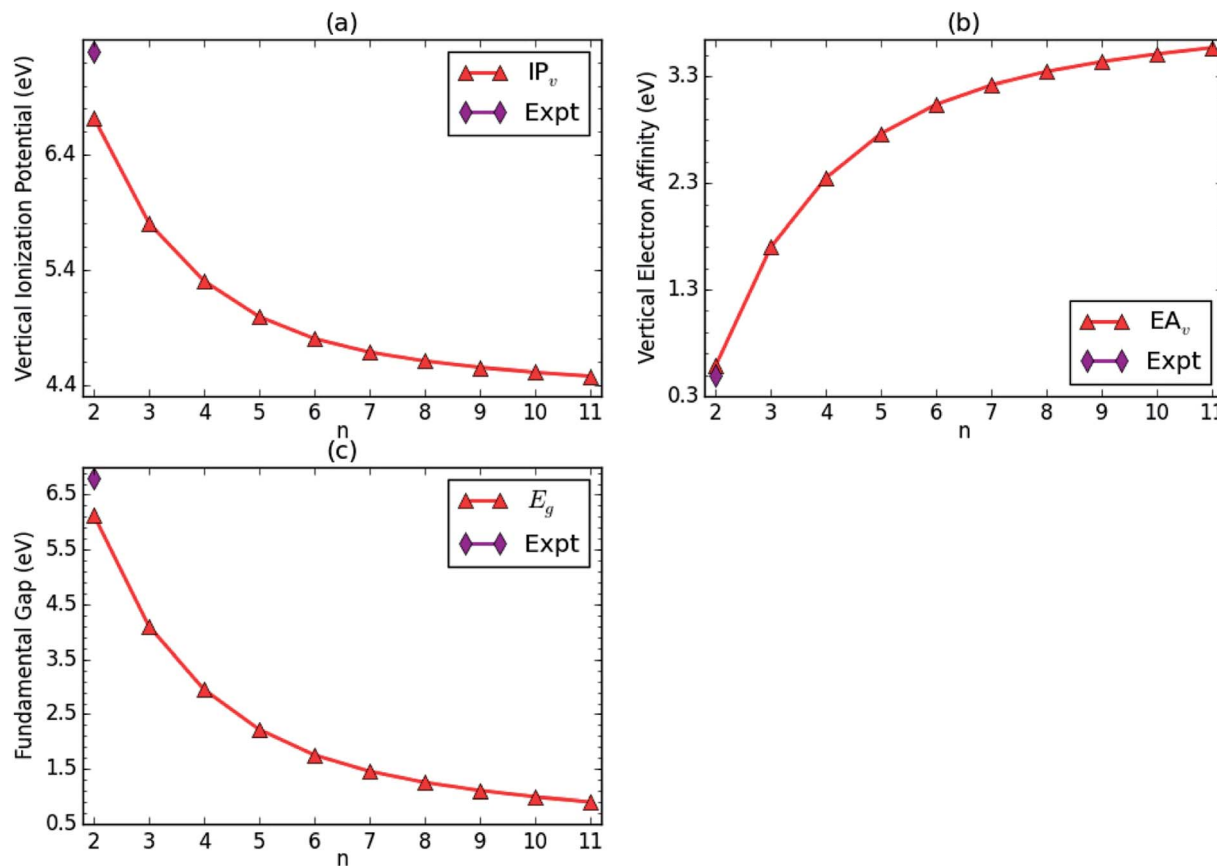 (a)
Vertical Ionization Potential (eV)
6.4
5.4
4.4
IPv
Expt
2 3 4 5 6 7 8 9 10 11
n
(b)
Vertical Electron Affinity (eV)
3.3
2.3
1.3
0.3
EAv
Expt
2 3 4 5 6 7 8 9 10 11
n
(c)
Fundamental Gap (eV)
6.5
5.5
4.5
3.5
2.5
1.5
0.5
Eg
Expt
2 3 4 5 6 7 8 9 10 11
n